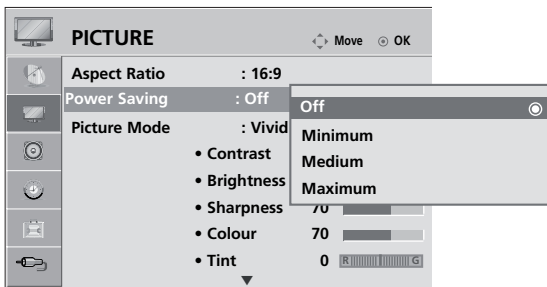 PICTURE Move OK
Aspect Ratio : 16:9
Power Saving : Off
Off
Picture Mode : Vivid
Minimum
• Contrast
Medium
• Brightness
Maximum
• Sharpness 70
• Colour 70
• Tint 0 R G